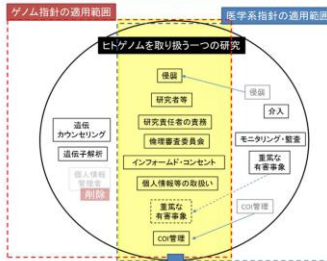 ゲノム指針の適用範囲
医学系指針の適用範囲
ヒトゲノムを取り扱う一つの研究
侵襲
侵襲
研究者等
介入
研究責任者の責務
遺伝
カウンセリング
倫理審査委員会
モニタリング・監査
遺伝子解析
インフォームド・コンセント
重篤な
有害事象
個人情報
管理者
個人情報等の取扱い
削除
重篤な
有害事象
COI管理
COI管理